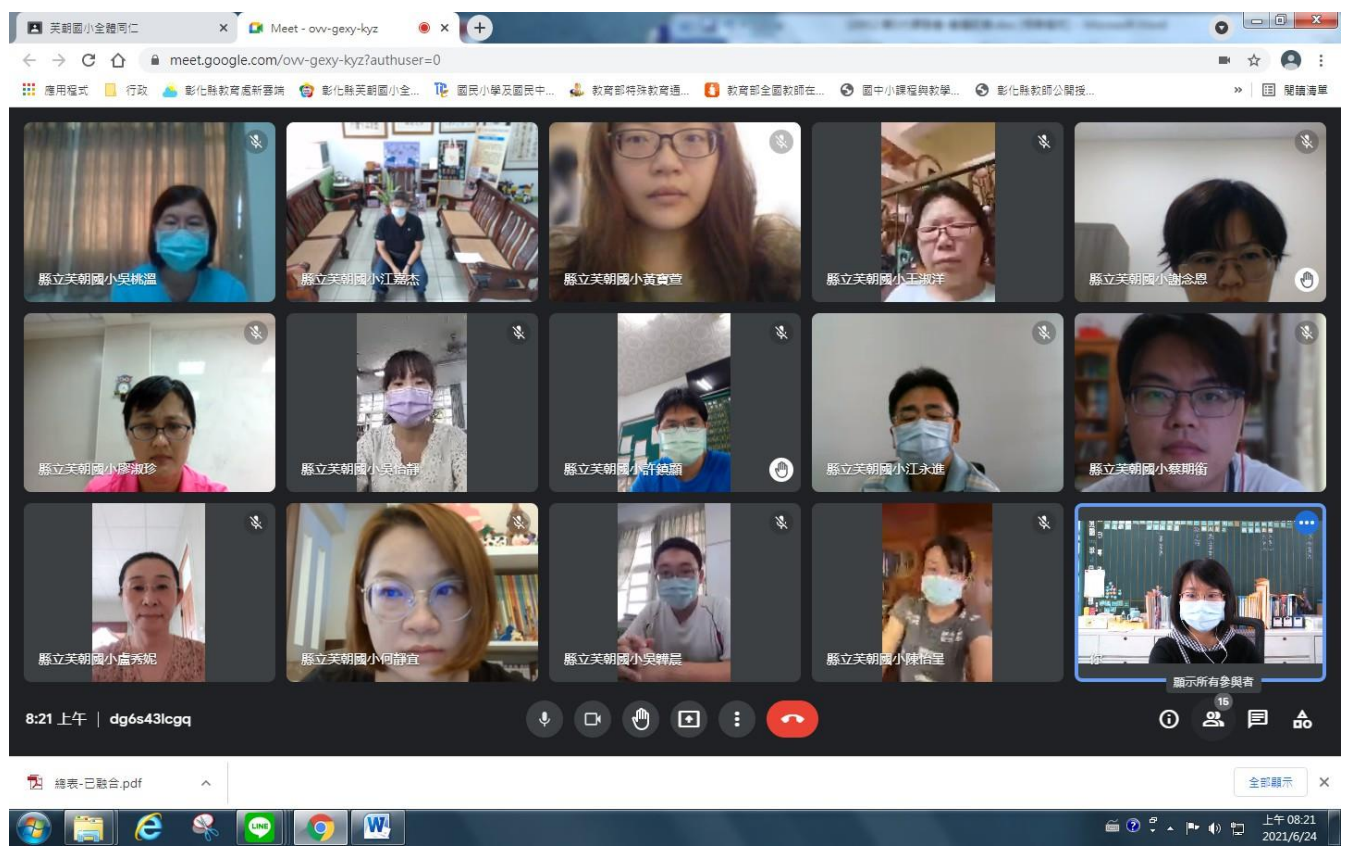 芙朝國小全體同仁
Meet - ovv-gexy-kyz
meet.google.com/ovv-gexy-kyz?authuser=0
應用程式
行政
彰化縣教育處新雲端
彰化縣芙朝國小全...
國民小學及國民中...
教育部特殊教育通...
教育部全國教師在...
國中小課程與教學...
彰化縣教師公開授...
»
閱讀清單
縣立芙朝國小吳桃溫
縣立芙朝國小江嘉杰
縣立芙朝國小黃寶萱
縣立芙朝國小王淑洋
縣立芙朝國小謝念恩
縣立芙朝國小廖淑珍
縣立芙朝國小吳怡靜
縣立芙朝國小許鎮顯
縣立芙朝國小江永進
縣立芙朝國小蔡期銜
縣立芙朝國小盧秀妮
縣立芙朝國小何靜宜
縣立芙朝國小吳韓晨
縣立芙朝國小陳怡呈
你
顯示所有參與者
15
8:21 上午 | dg6s43lcgq
總表-已融合.pdf
全部顯示
LINE
上午 08:21
2021/6/24